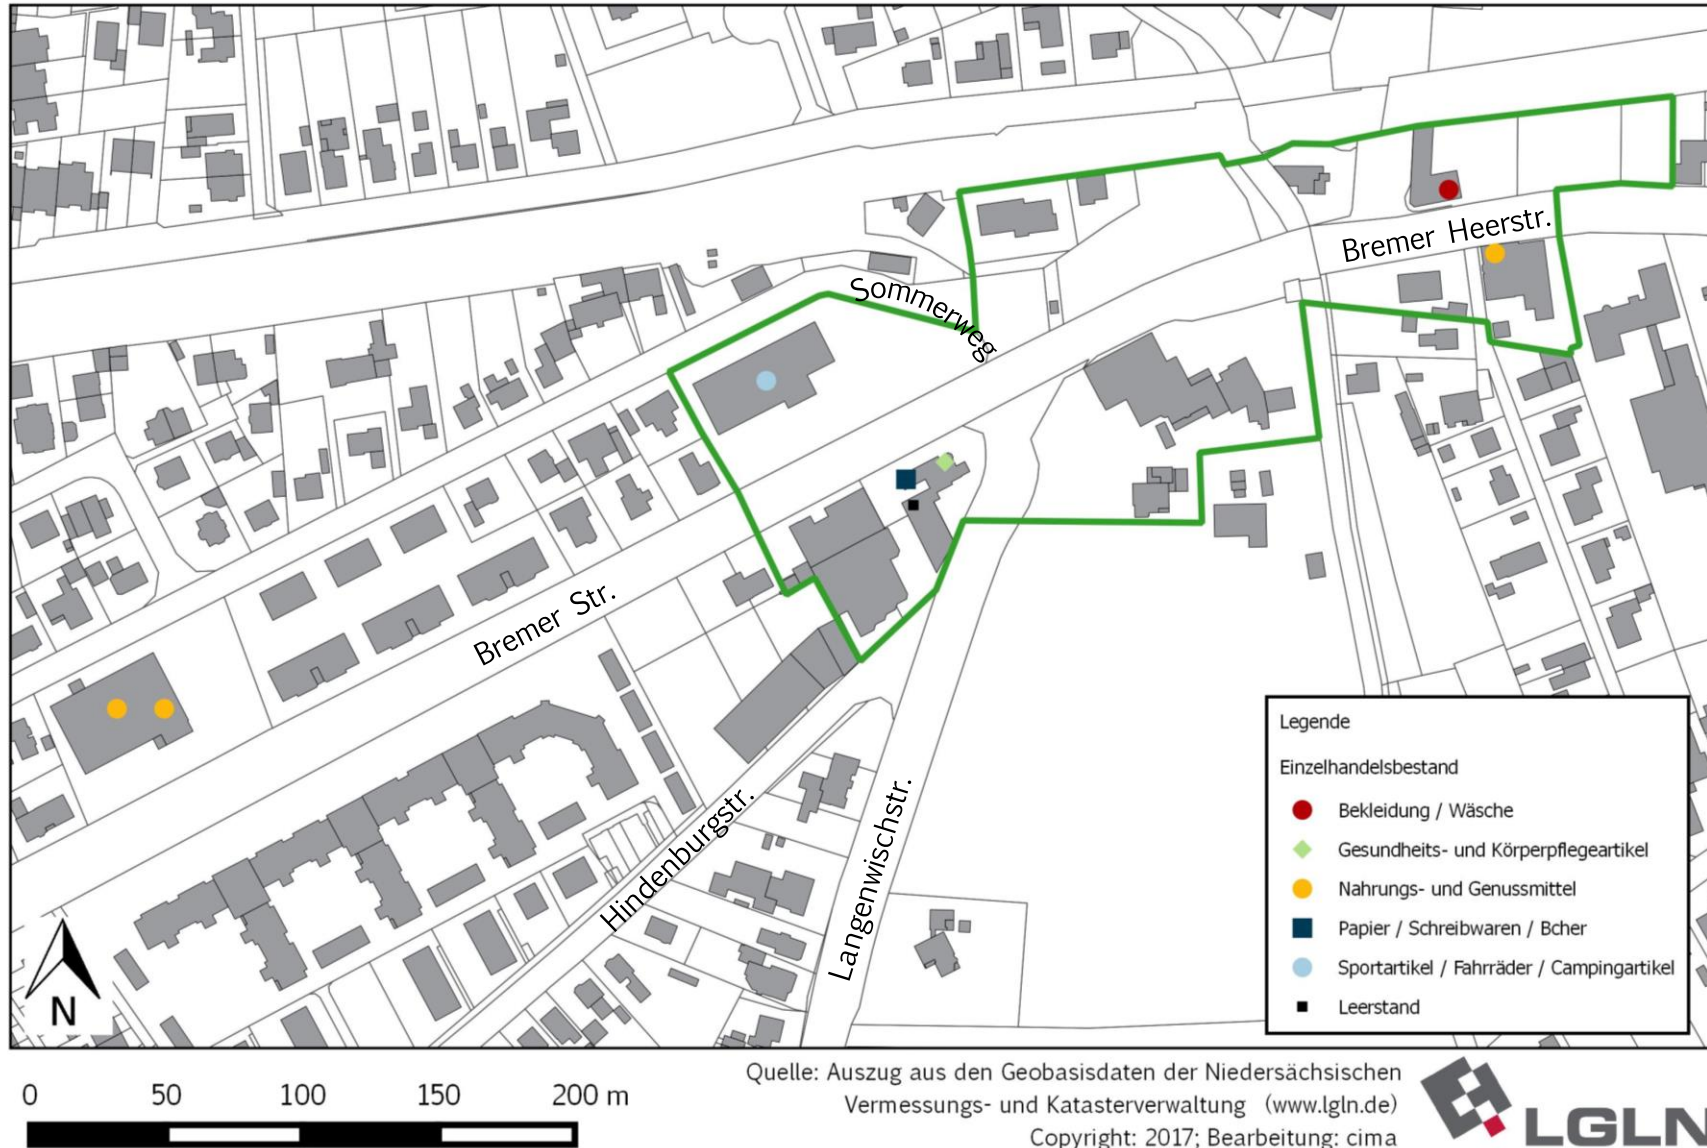 Bremer Heerstr.
Sommerweg
Bremer Str.
Hindenburgstr.
Langenwischstr.
N
Legende
Einzelhandelsbestand
Bekleidung / Wäsche
Gesundheits- und Körperpflegeartikel
Nahrungs- und Genussmittel
Papier / Schreibwaren / Bcher
Sportartikel / Fahrräder / Campingartikel
Leerstand
0 50 100 150 200 m
Quelle: Auszug aus den Geobasisdaten der Niedersächsischen
Vermessungs- und Katasterverwaltung (www.lgln.de)
Copyright: 2017; Bearbeitung: cima
LGLN